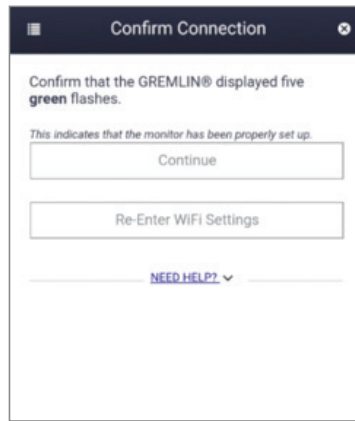 Confirm Connection
Confirm that the GREMLIN® displayed five
green flashes.
This indicates that the monitor has been properly set up.
Continue
Re-Enter WiFi Settings
NEED HELP?